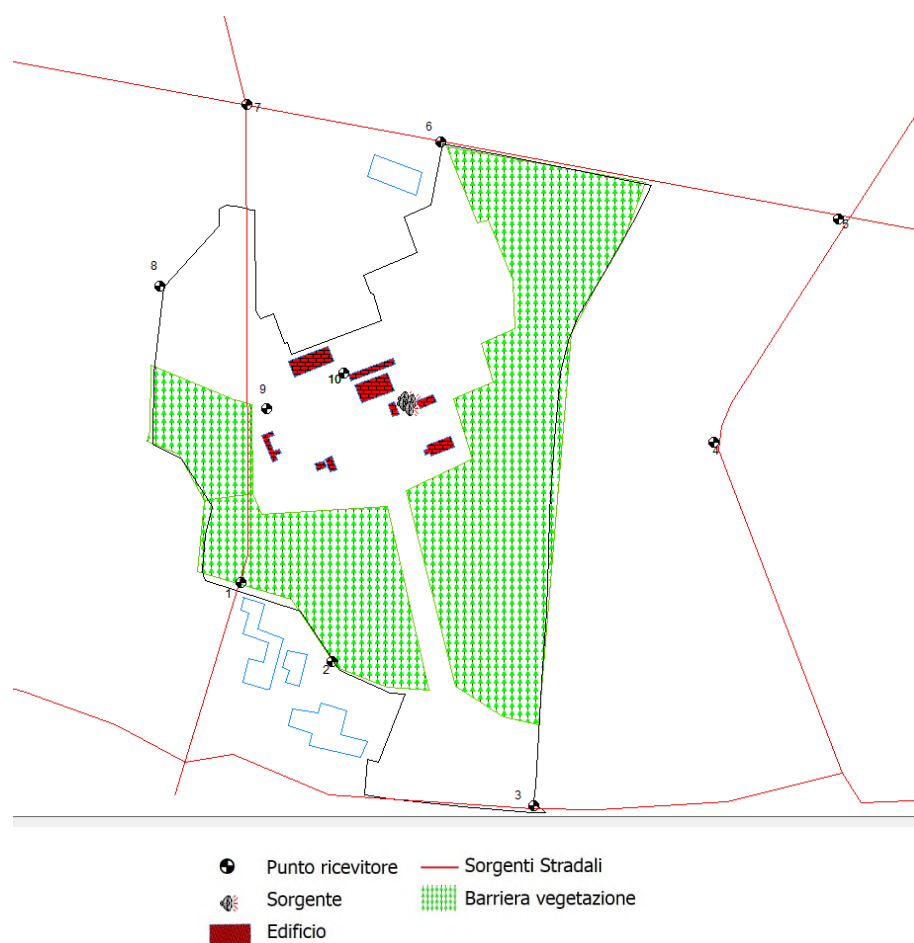 7
6
5
8
10
9
4
1
2
3
Punto ricevitore
Sorgenti Stradali
Sorgente
Barriera vegetazione
Edificio